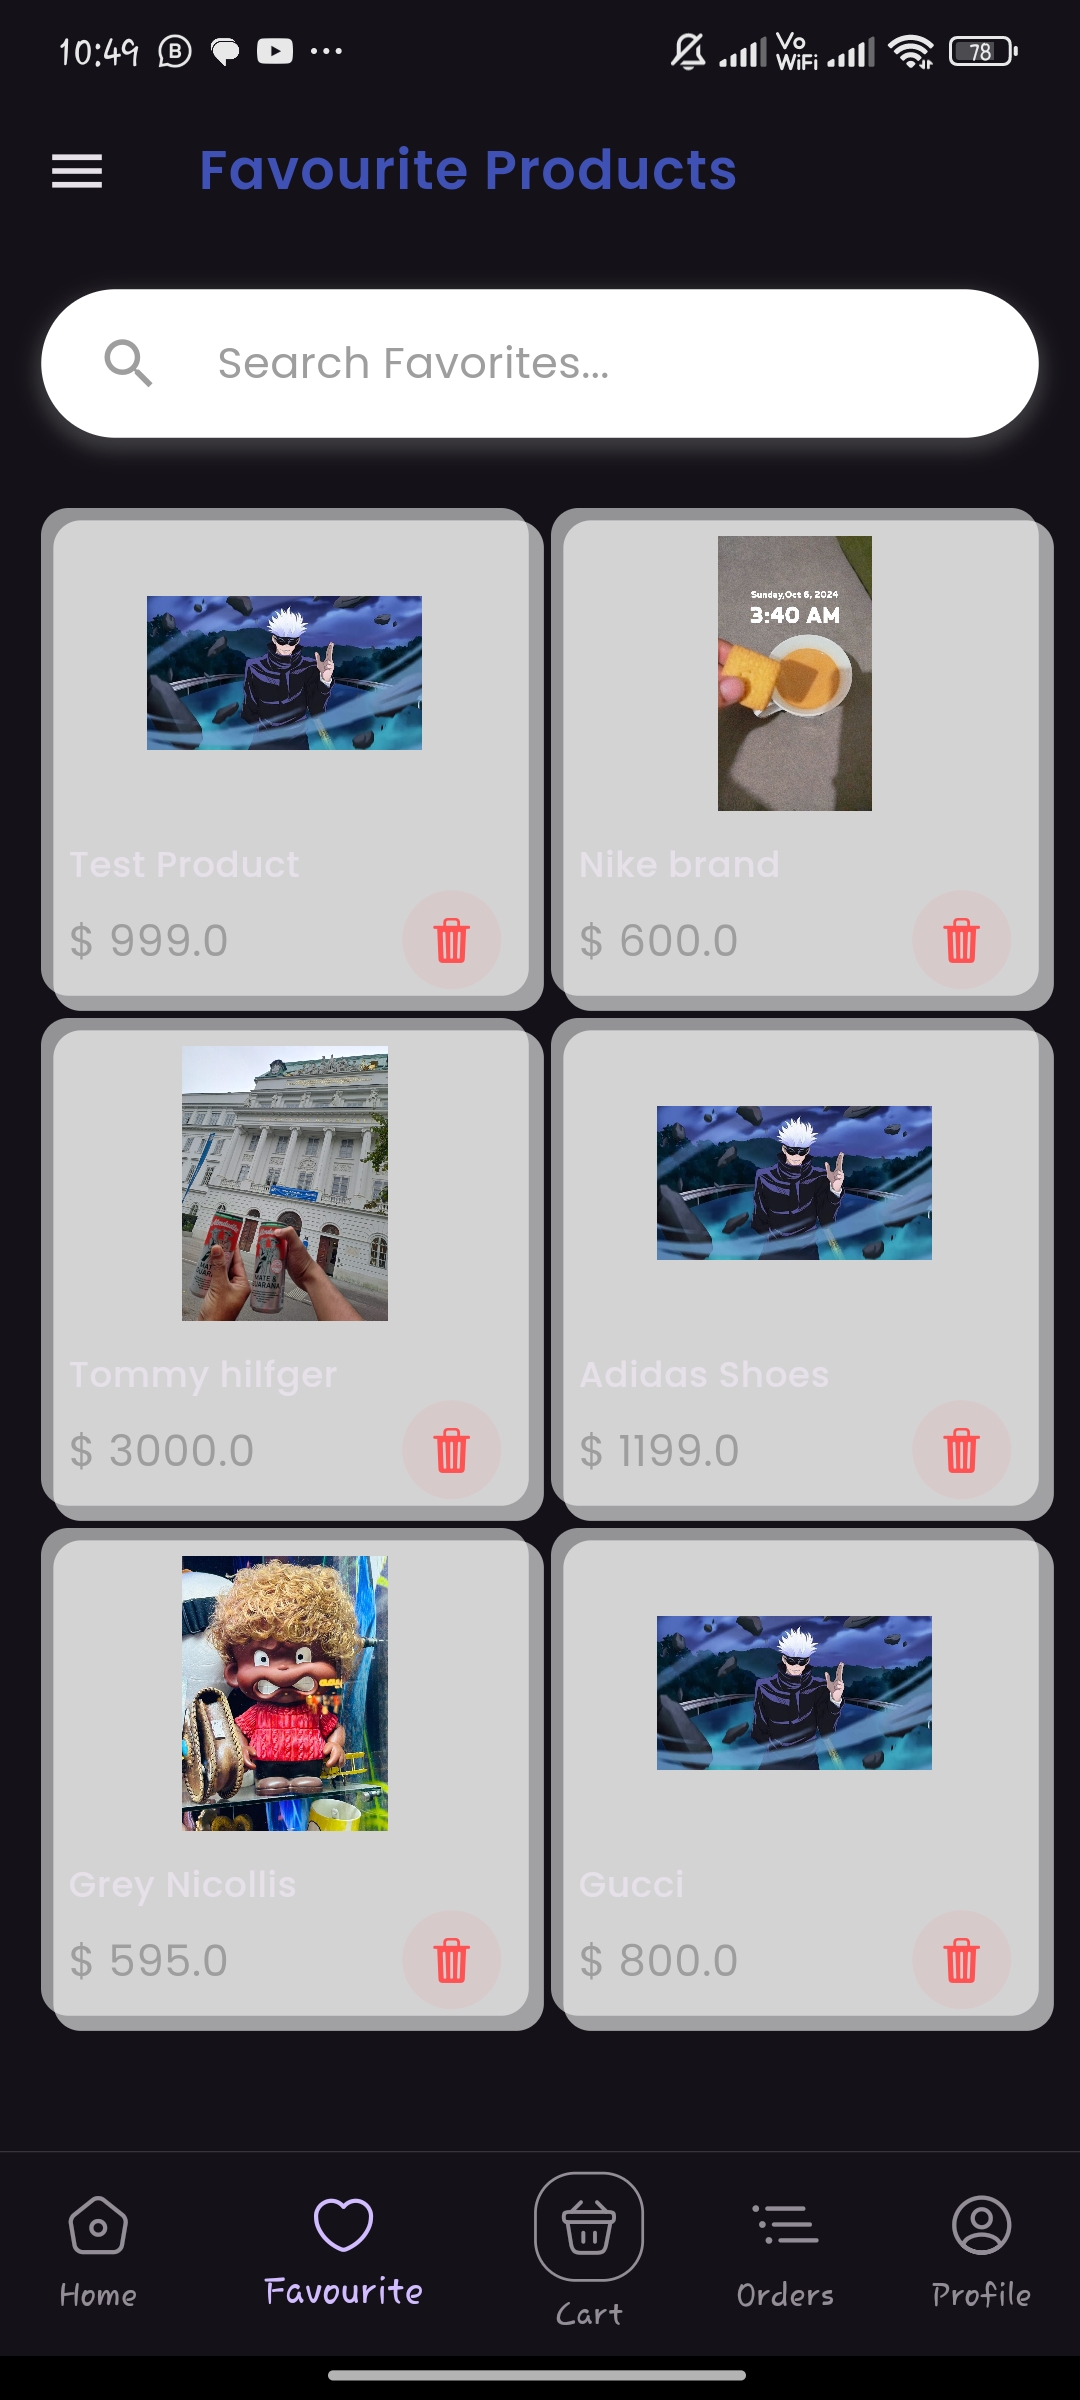 10:49
Vo
WiFi
78
Favourite Products
Search Favorites...
Sunday,Oct 6, 2024
3:40 AM
Test Product
$ 999.0
Nike brand
$ 600.0
MATE &
GUARANA
Tommy hilfger
$ 3000.0
Adidas Shoes
$ 1199.0
Grey Nicollis
$ 595.0
Gucci
$ 800.0
Home
Favourite
Cart
Orders
Profile